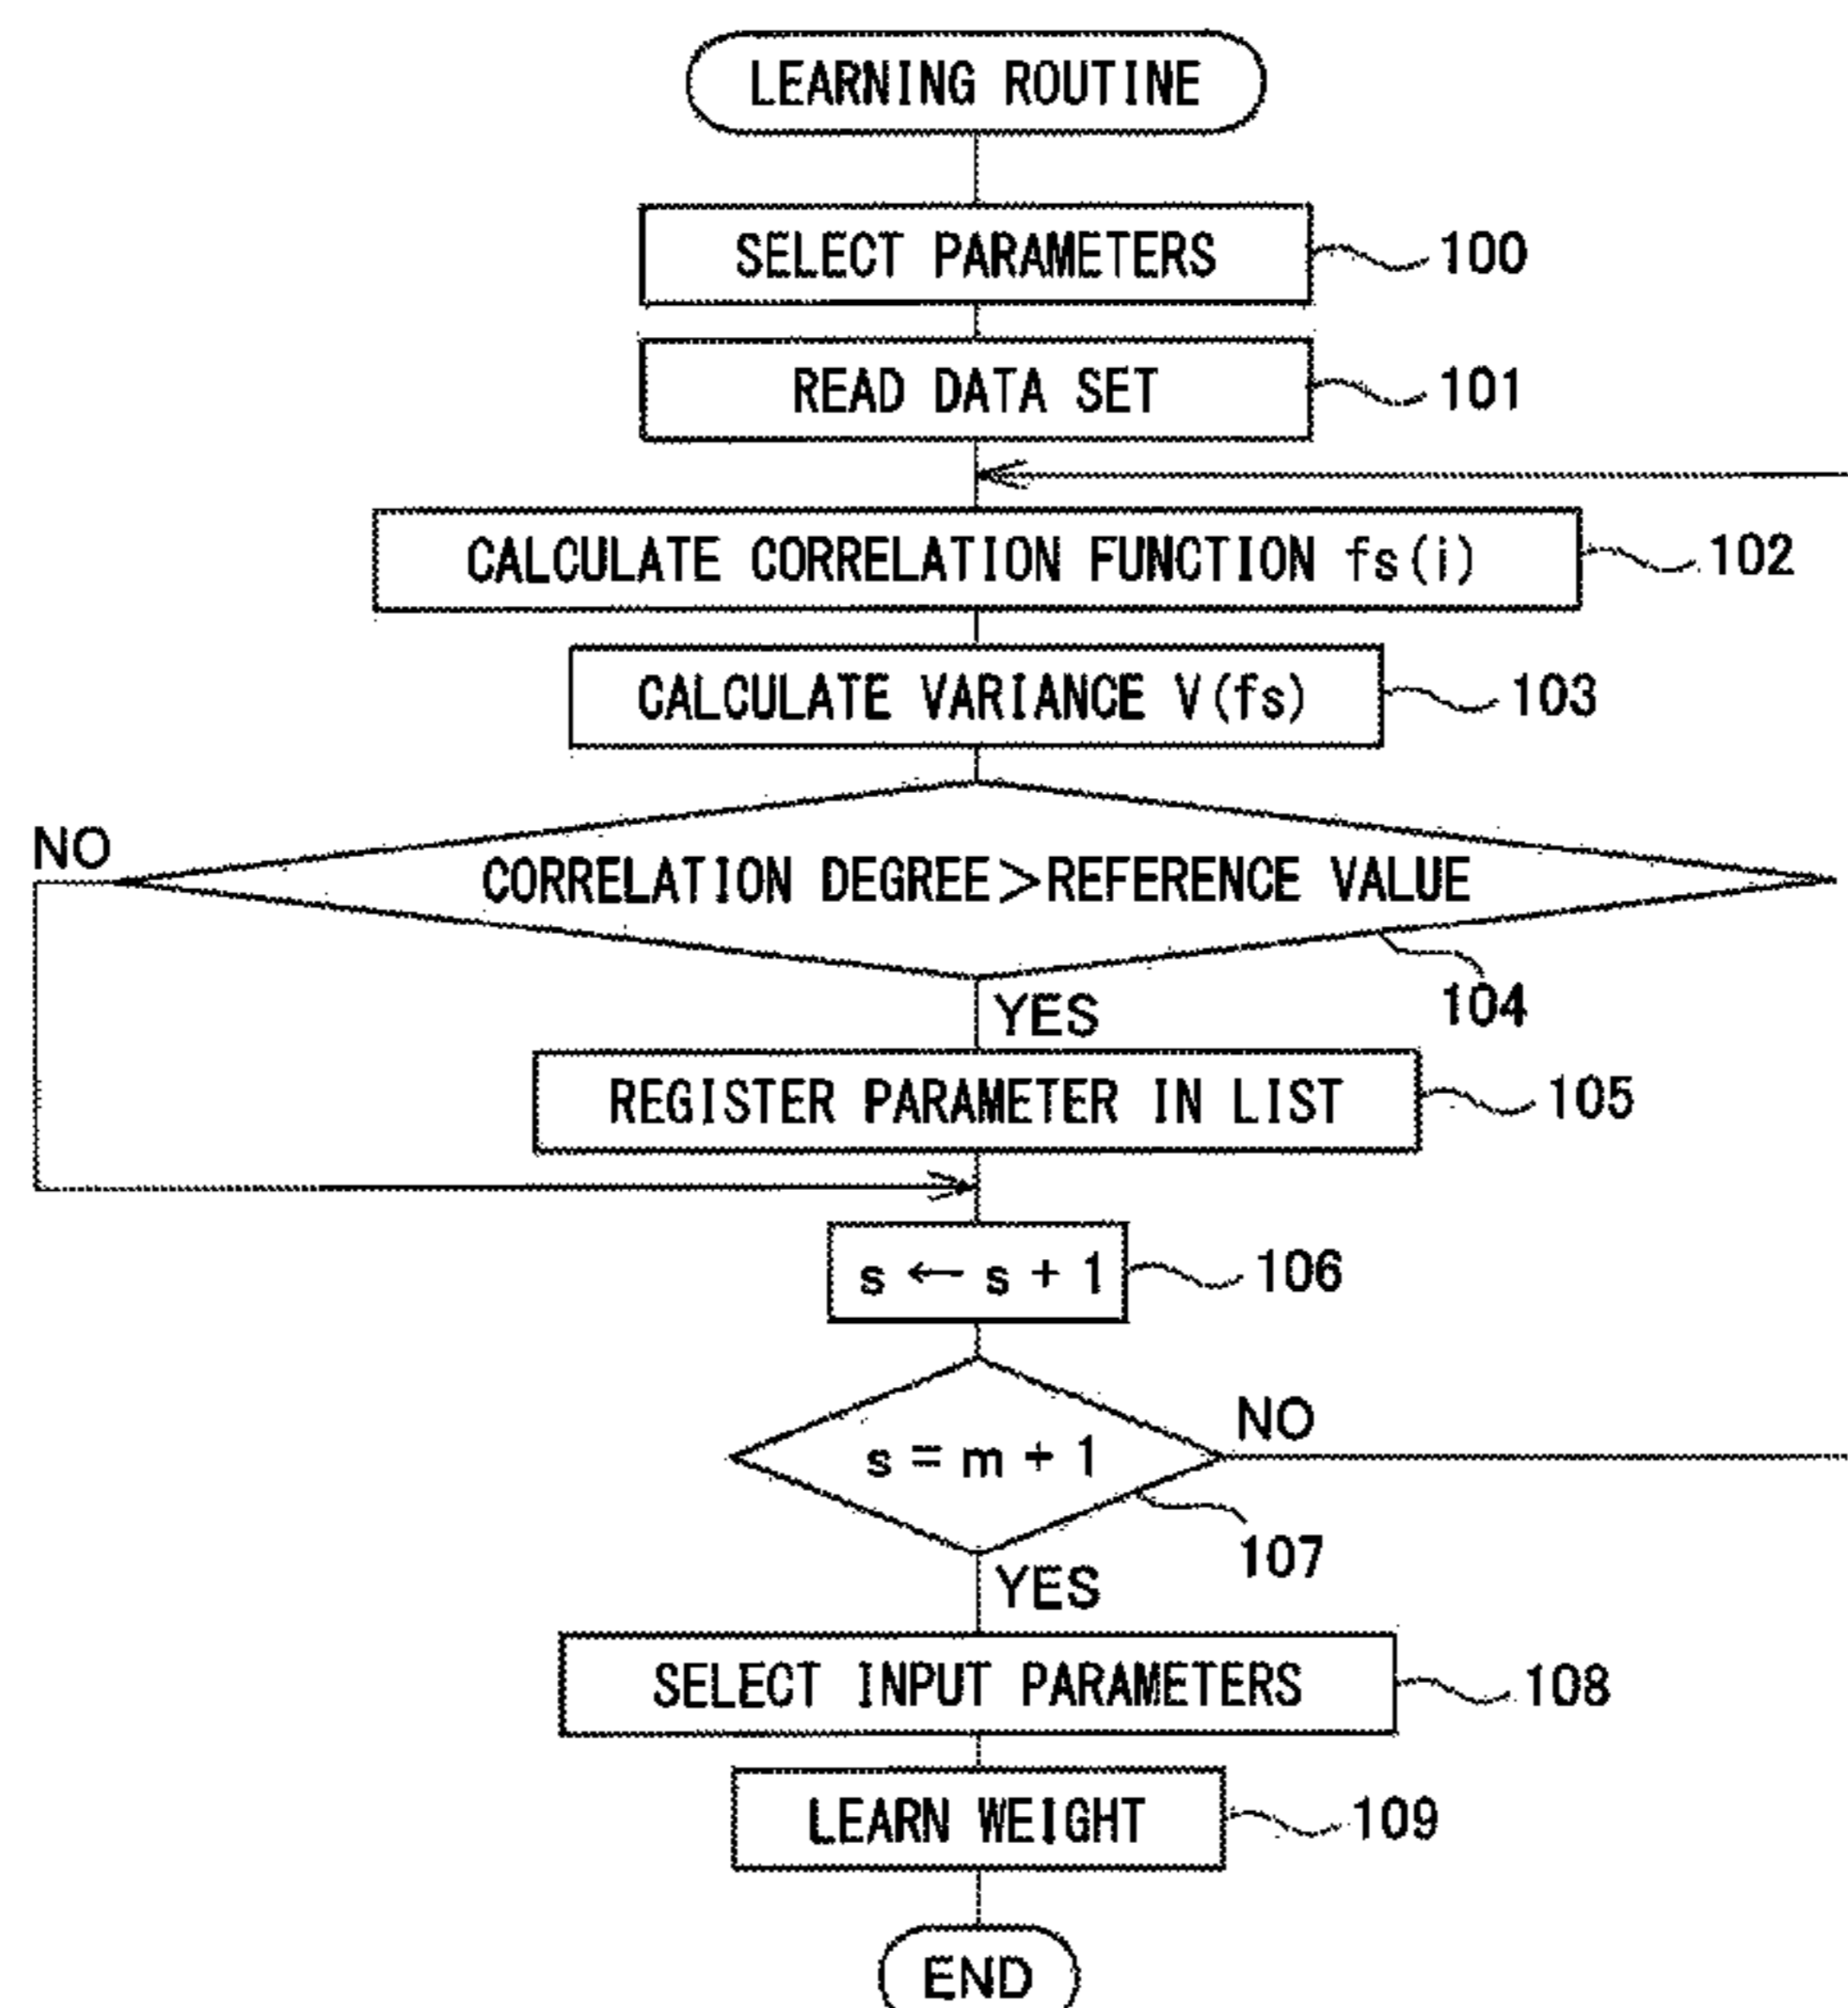 LEARNING ROUTINE
SELECT PARAMETERS
100
READ DATA SET
101
CALCULATE CORRELATION FUNCTION fs(i)
102
CALCULATE VARIANCE V(fs)
103
NO
CORRELATION DEGREE>REFERENCE VALUE
104
YES
REGISTER PARAMETER IN LIST
105
s ← s + 1
106
NO
s = m + 1
107
YES
SELECT INPUT PARAMETERS
108
LEARN WEIGHT
109
END